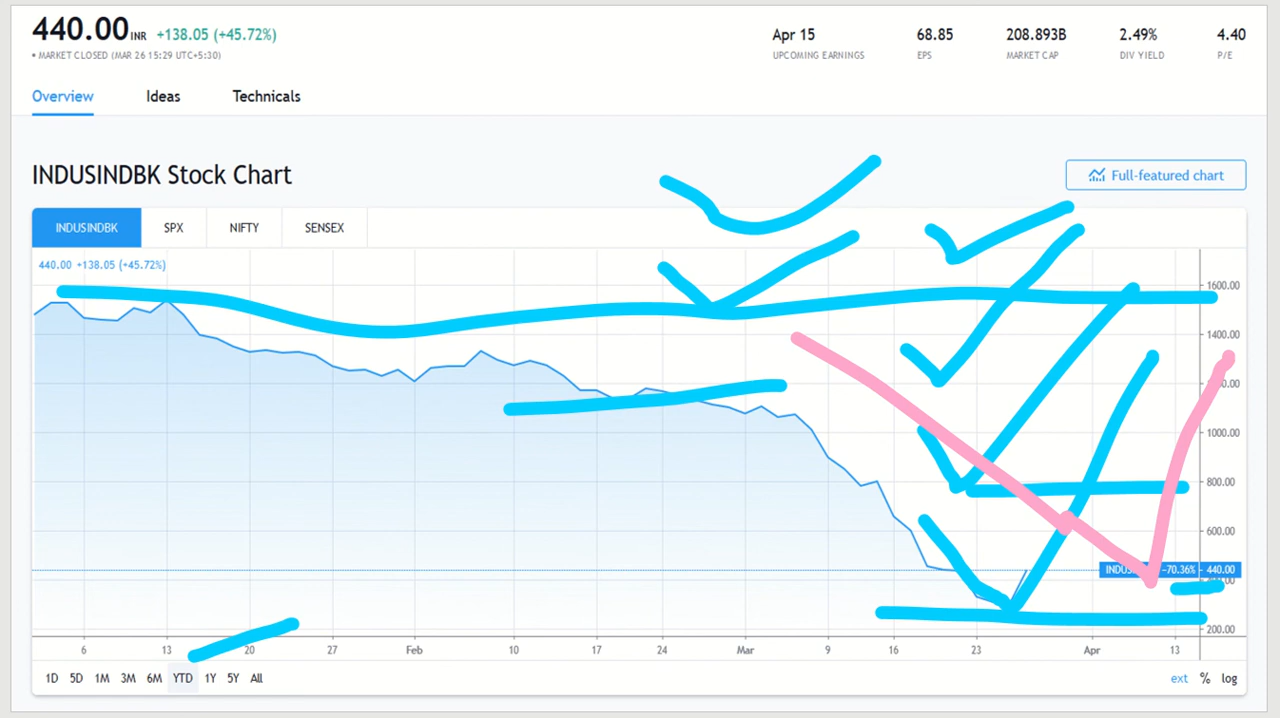 440.00 INR +138.05 (+45.72%)
• MARKET CLOSED (MAR 26 15:29 UTC+5:30)
Apr 15 68.85 208.893B 2.49% 4.40
UPCOMING EARNINGS EPS MARKET CAP DIV YIELD P/E
Overview Ideas Technicals
INDUSINDBK Stock Chart
Full-featured chart
INDUSINDBK SPX NIFTY SENSEX
440.00 +138.05 (+45.72%)
1600.00
1400.00
1000.00
800.00
600.00
−70.36% 440.00
200.00
6 13 20 27 Feb 10 17 24 Mar 9 16 23 Apr 13
1D 5D 1M 3M 6M YTD 1Y 5Y All
ext % log